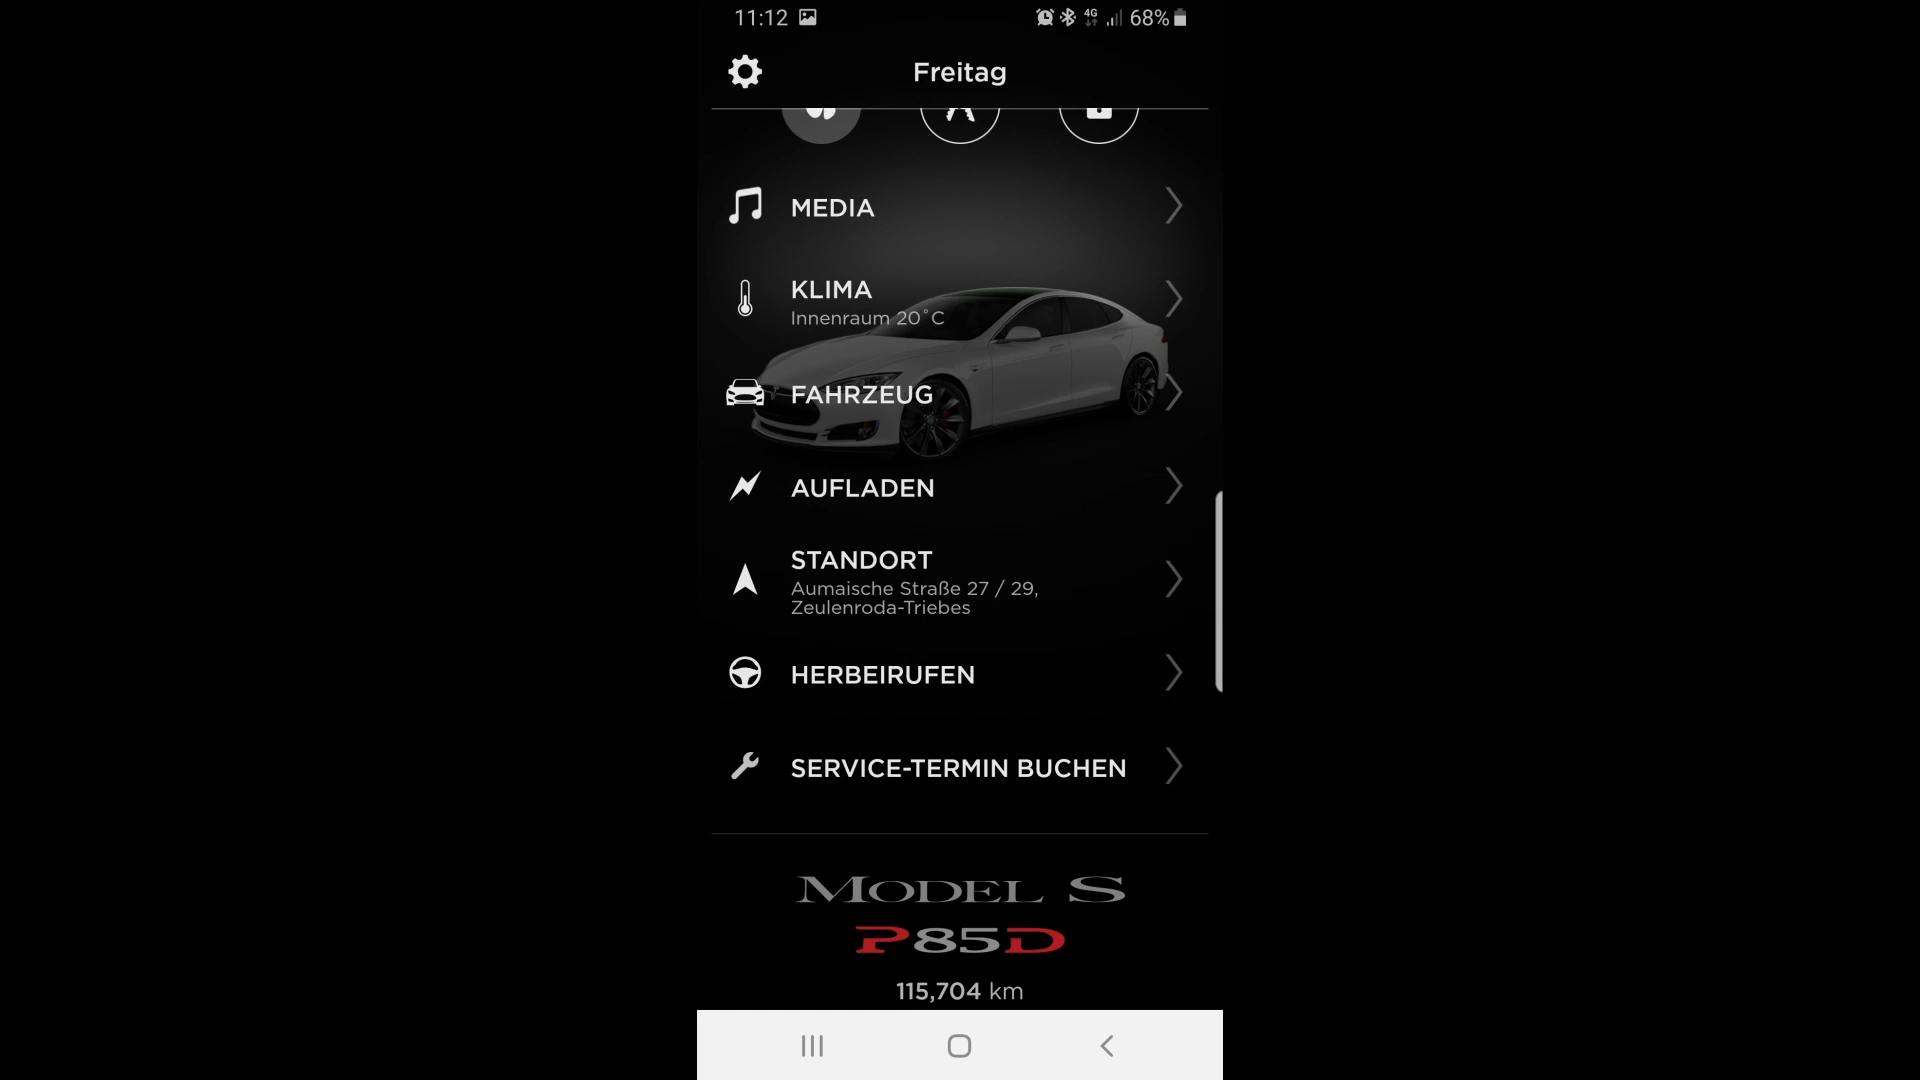 11:12
4G
68%
Freitag
MEDIA
KLIMA
Innenraum 20°C
FAHRZEUG
AUFLADEN
STANDORT
Aumaische Straße 27 / 29,
Zeulenroda-Triebes
HERBEIRUFEN
SERVICE-TERMIN BUCHEN
MODEL S
P85D
115,704 km